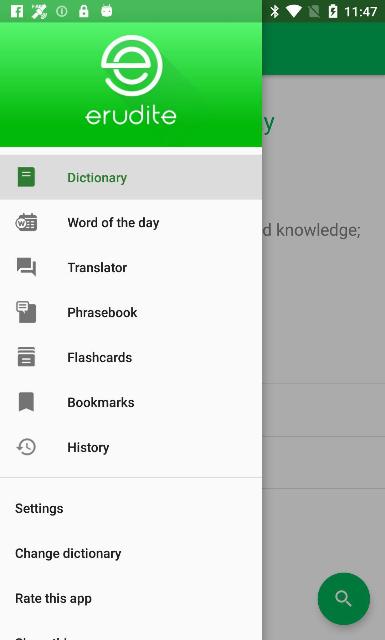 11:47
erudite
y
Dictionary
Word of the day
d knowledge;
Translator
Phrasebook
Flashcards
Bookmarks
History
Settings
Change dictionary
Rate this app